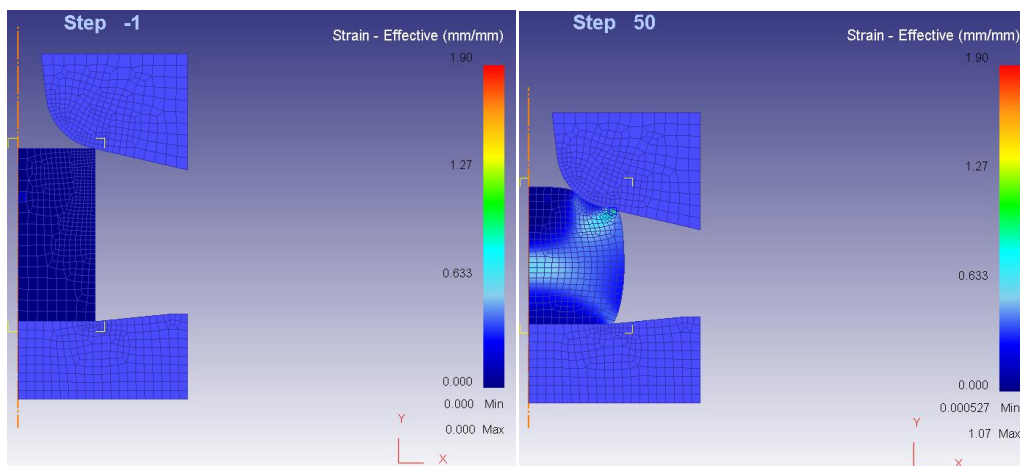 Step -1
Strain - Effective (mm/mm)
1.90
1.27
0.633
0.000
0.000 Min
0.000 Max
Y
X
Step 50
Strain - Effective (mm/mm)
1.90
1.27
0.633
0.000
0.000527 Min
1.07 Max
Y
X